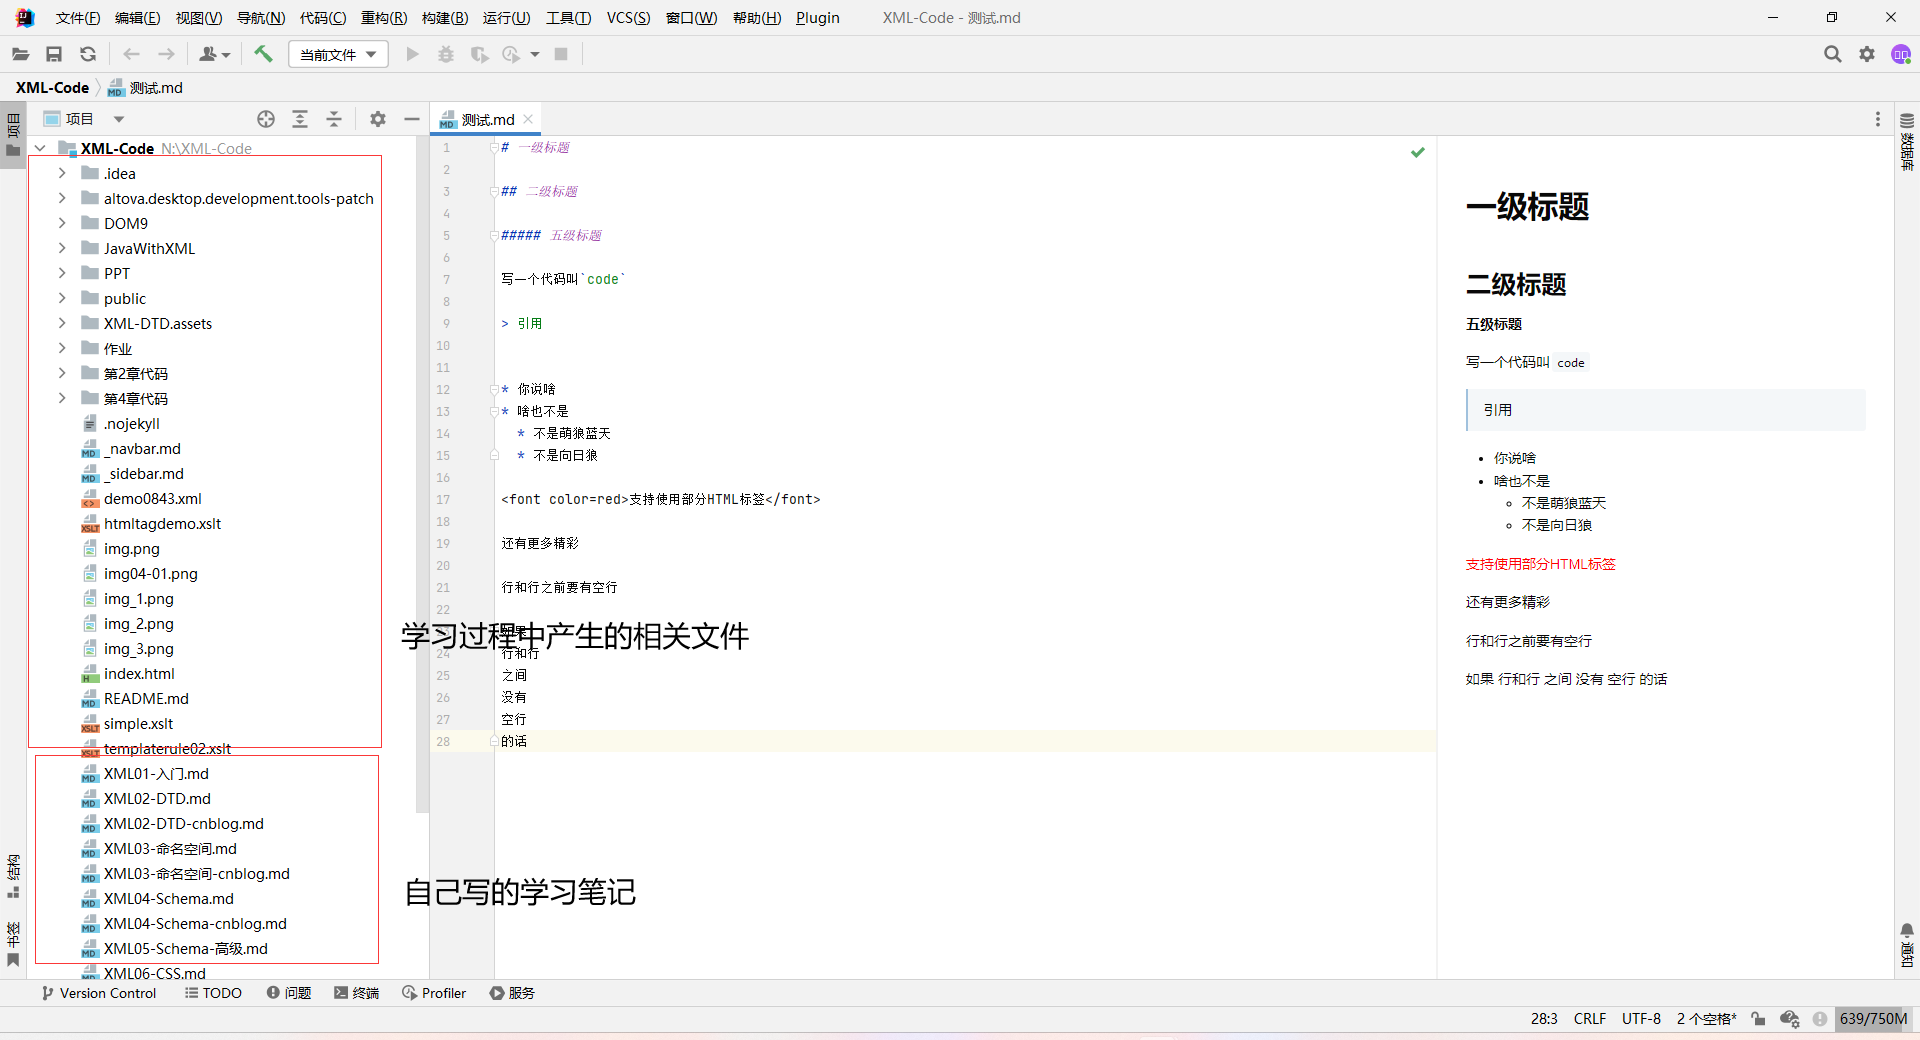 文件(F) 编辑(E) 视图(V) 导航(N) 代码(C) 重构(R) 构建(B) 运行(U) 工具(T) VCS(S) 窗口(W) 帮助(H) Plugin XML-Code - 测试.md
当前文件
XML-Code 测试.md
项目
项目
测试.md
数据库
XML-Code N:\XML-Code
.idea
altova.desktop.development.tools-patch
DOM9
JavaWithXML
PPT
public
XML-DTD.assets
作业
第2章代码
第4章代码
.nojekyll
_navbar.md
_sidebar.md
demo0843.xml
htmltagdemo.xslt
img.png
img04-01.png
img_1.png
img_2.png
img_3.png
index.html
README.md
simple.xslt
templaterule02.xslt
XML01-入门.md
XML02-DTD.md
XML02-DTD-cnblog.md
XML03-命名空间.md
XML03-命名空间-cnblog.md
XML04-Schema.md
XML04-Schema-cnblog.md
XML05-Schema-高级.md
XML06-CSS.md
结构
书签
1 # 一级标题
2
3 ## 二级标题
4
5 ##### 五级标题
6
7 写一个代码叫`code`
8
9 > 引用
10
11
12 * 你说啥
13 * 啥也不是
14 * 不是萌狼蓝天
15 * 不是向日狼
16
17 <font color=red>支持使用部分HTML标签</font>
18
19 还有更多精彩
20
21 行和行之前要有空行
22
如果
24 行和行
25 之间
26 没有
27 空行
28 的话
学习过程中产生的相关文件
自己写的学习笔记
一级标题
二级标题
五级标题
写一个代码叫 code
引用
你说啥
啥也不是
不是萌狼蓝天
不是向日狼
支持使用部分HTML标签
还有更多精彩
行和行之前要有空行
如果 行和行 之间 没有 空行 的话
通知
Version Control TODO 问题 终端 Profiler 服务
28:3 CRLF UTF-8 2 个空格* 639/750M